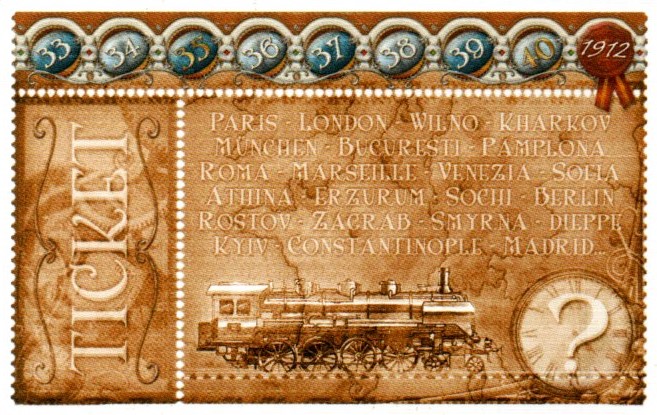 33 34 35 36 37 38 39 40 1912
TICKET
PARIS - LONDON - WILNO - KHARKOV
MÜNCHEN - BUCURESTI - PAMPLONA
ROMA - MARSEILLE - VENEZIA - SOFIA
ATHINA - ERZURUM - SOCHI - BERLIN
ROSTOV - ZAGRAB - SMYRNA - DIEPPE
KYIV - CONSTANTINOPLE - MADRID...
?